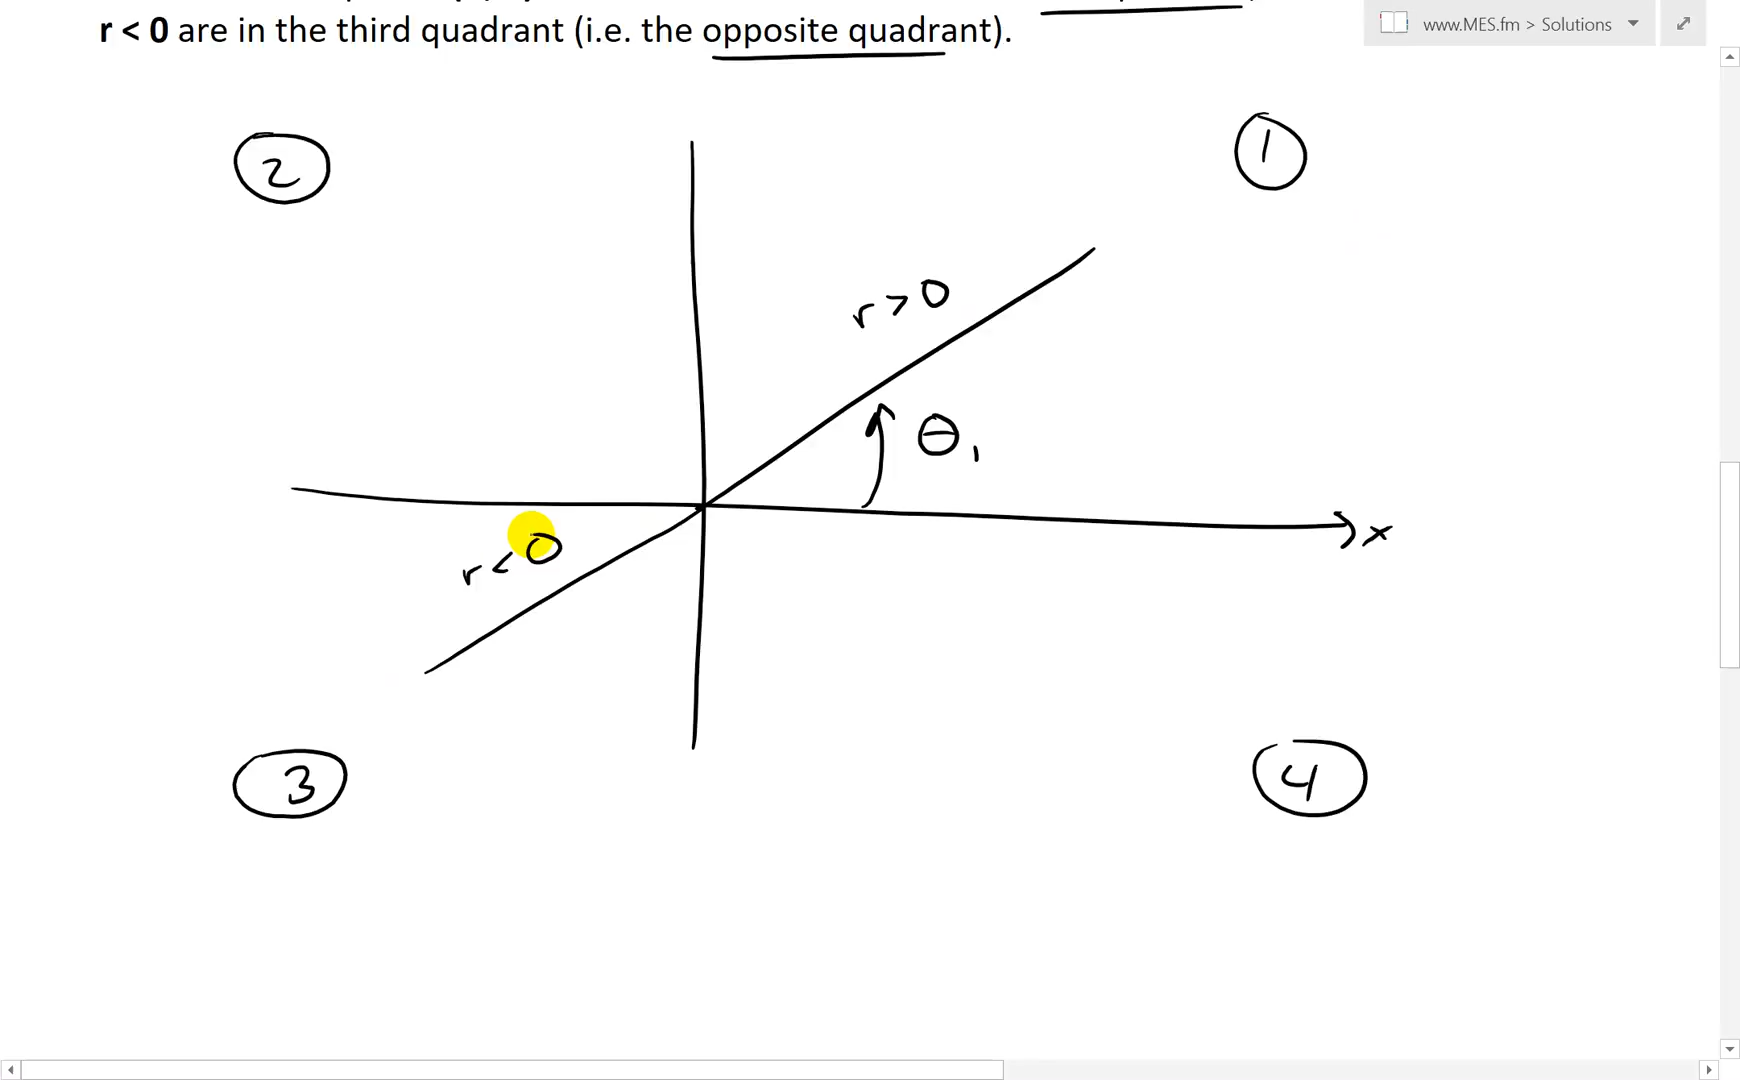 r < 0 are in the third quadrant (i.e. the opposite quadrant).
www.MES.fm > Solutions
2
1
r > 0
θ1
x
r < 0
3
4